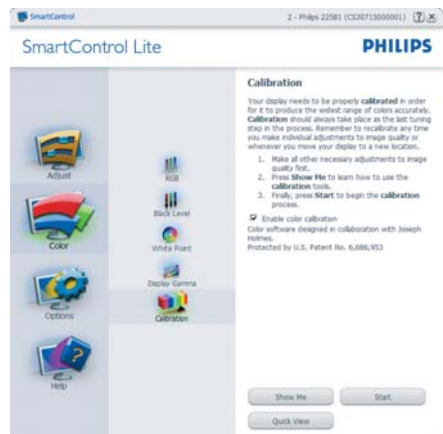 SmartControl
2 - Philips 225B1 (CS30715000001)
SmartControl Lite
PHILIPS
Adjust
Color
Options
Help
RGB
Black Level
White Point
Display Gamma
Calibration
Calibration
Your display needs to be properly calibrated in order
for it to produce the widest range of colors accurately.
Calibration should always take place as the last tuning
step in the process. Remember to recalibrate any time
you make individual adjustments to image quality or
whenever you move your display to a new location.
1. Make all other necessary adjustments to image
quality first.
2. Press Show Me to learn how to use the
calibration tools.
3. Finally, press Start to begin the calibration
process.
Enable color calibration
Color software designed in collaboration with Joseph
Holmes.
Protected by U.S. Patent No. 6,686,953
Show Me
Start
Quick View